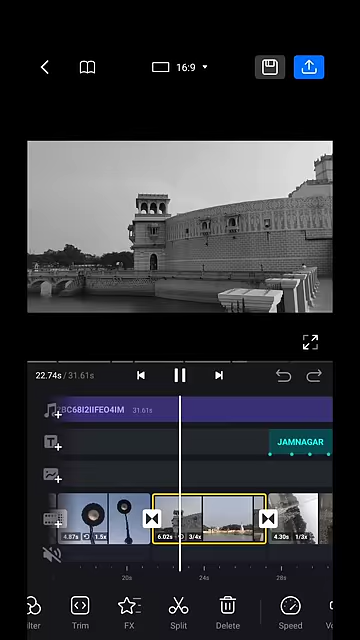 16:9
22.74s / 31.61s
BC68I2IIFEO4IM 31.61s
JAMNAGAR
4.87s 1.5x 6.02s 3/4x 4.30s 1/3x
20s 24s 28s
ilter Trim FX Split Delete Speed